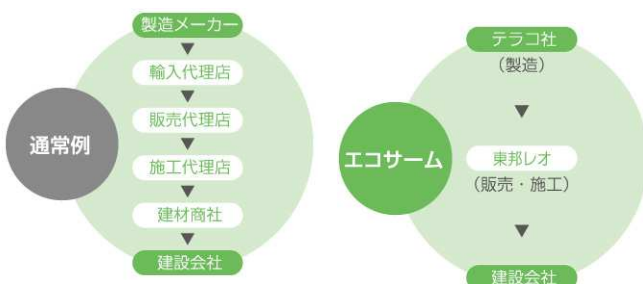 通常例
製造メーカー
▼
輸入代理店
▼
販売代理店
▼
施工代理店
▼
建材商社
▼
建設会社
エコサーム
テラコ社
（製造）
▼
東邦レオ
（販売・施工）
▼
建設会社